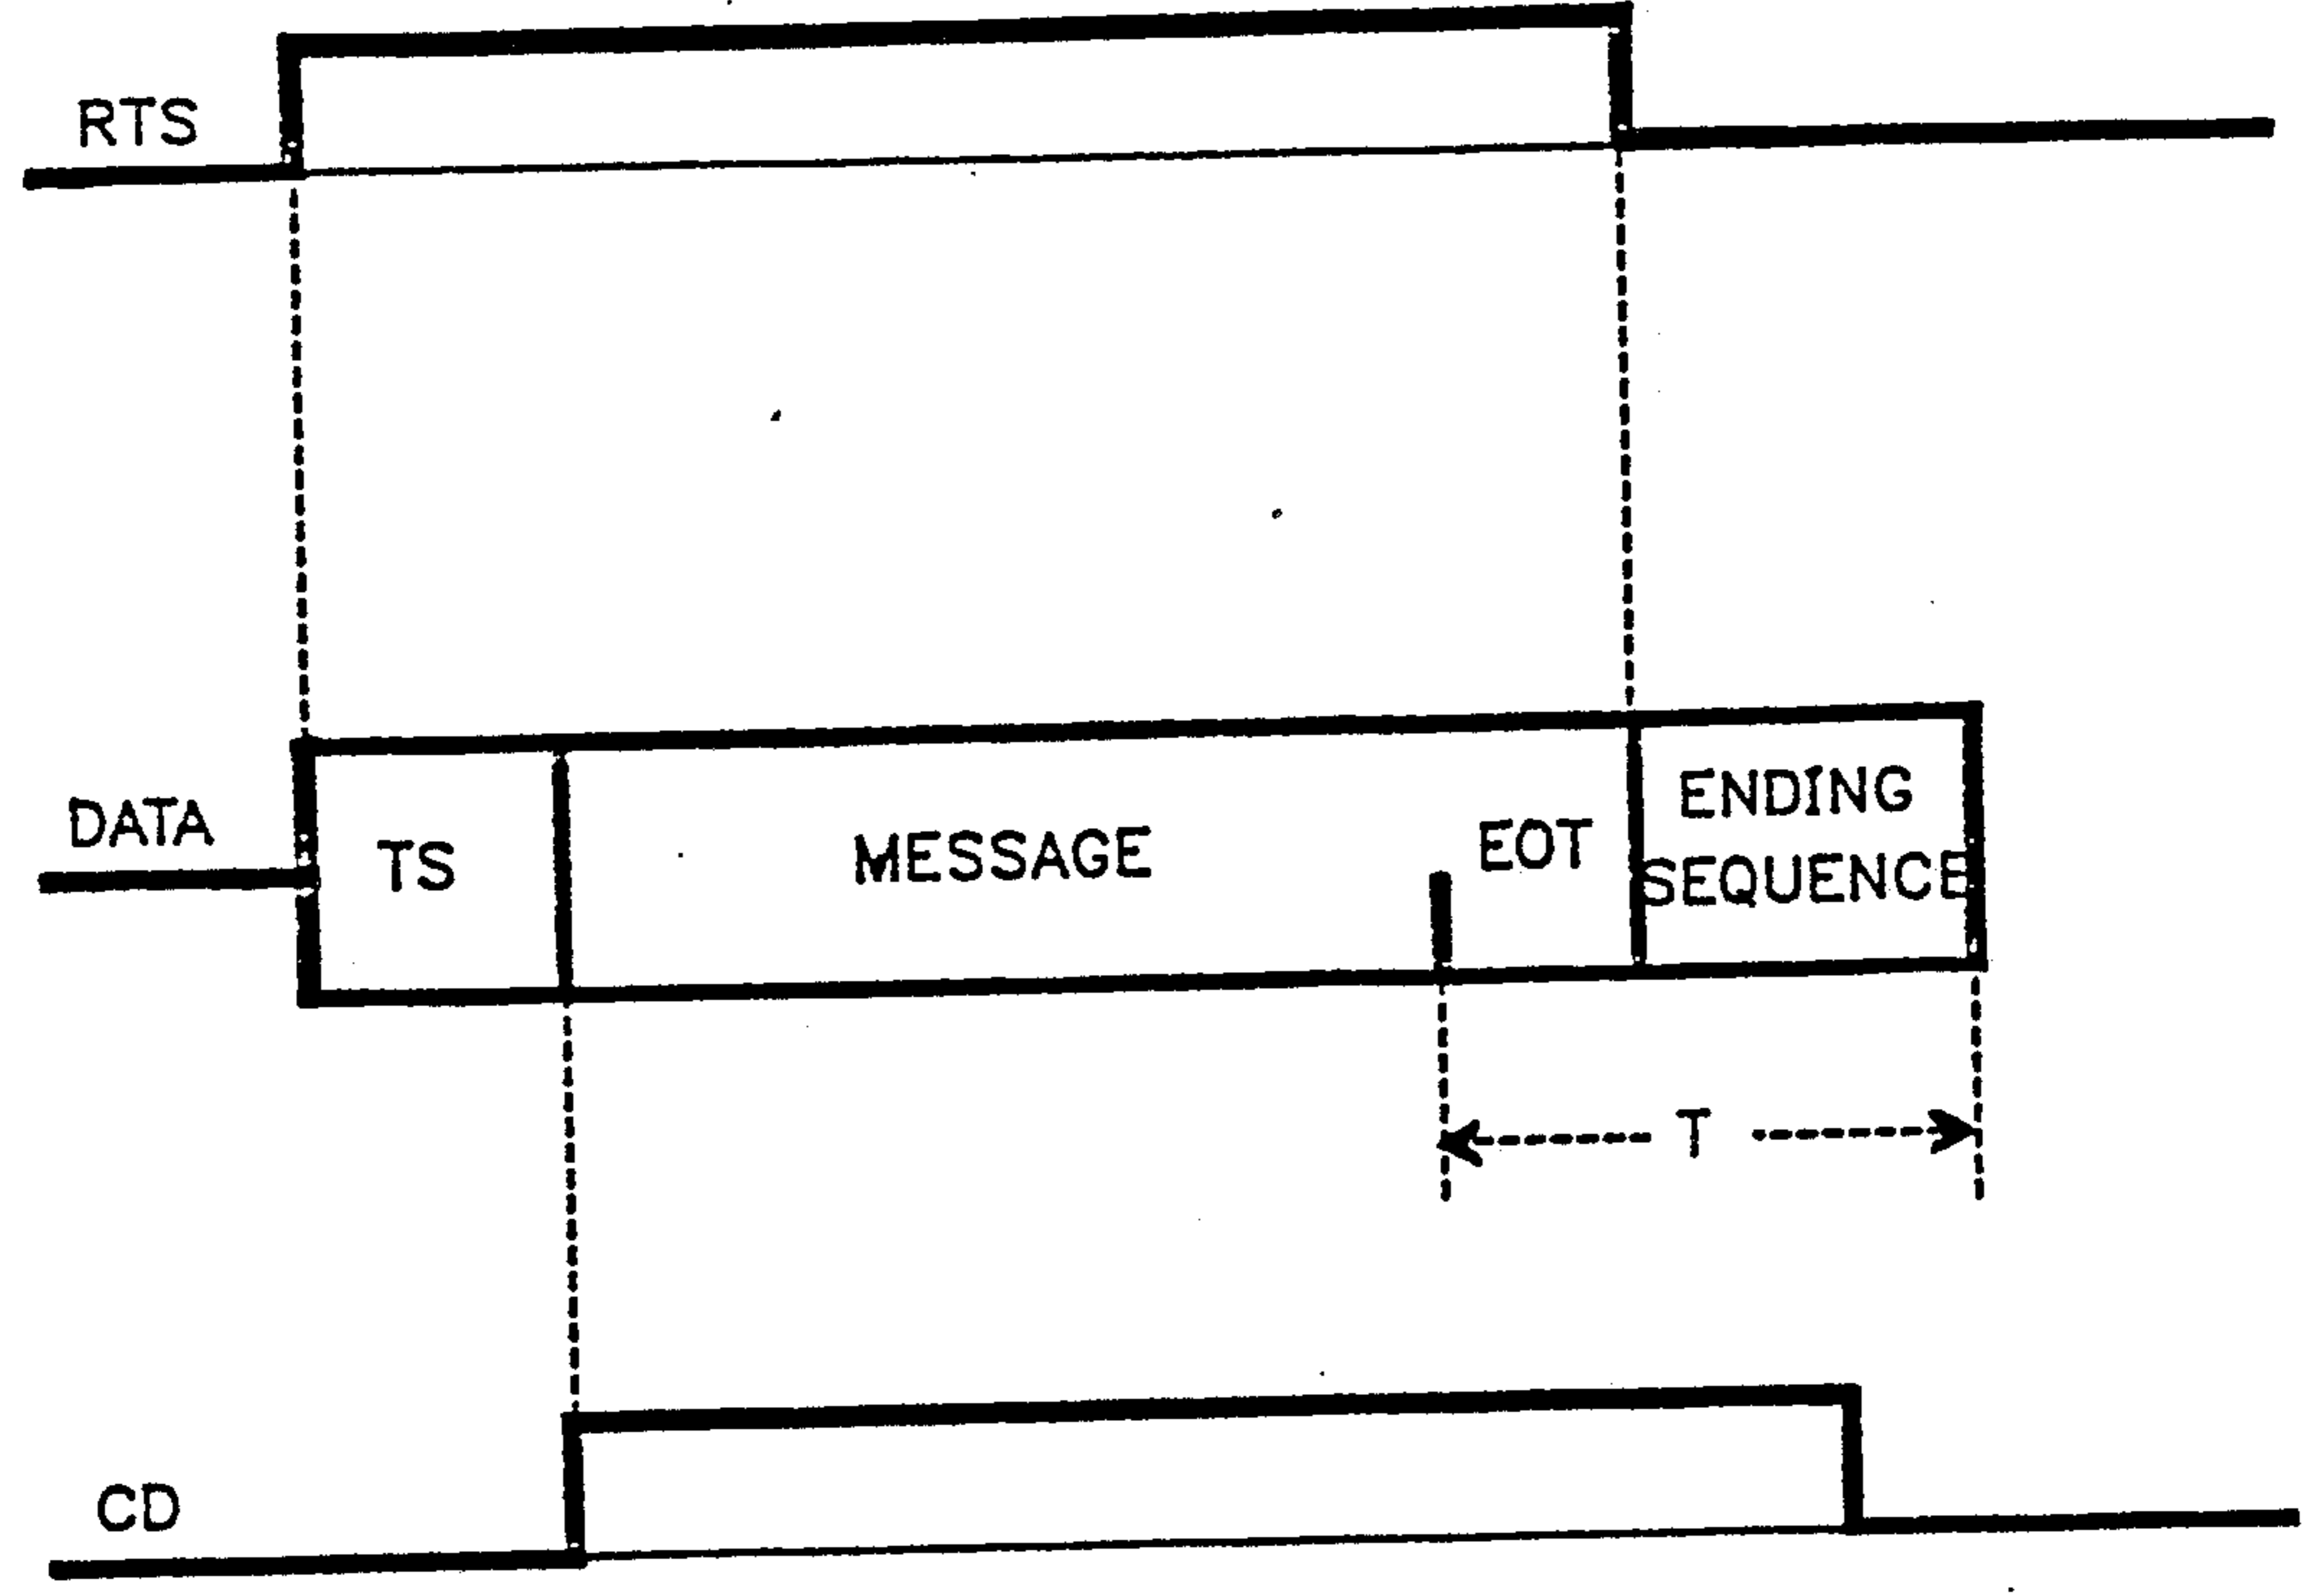 RTS
DATA
TS
MESSAGE
EOT
ENDING
SEQUENCE
T
CD